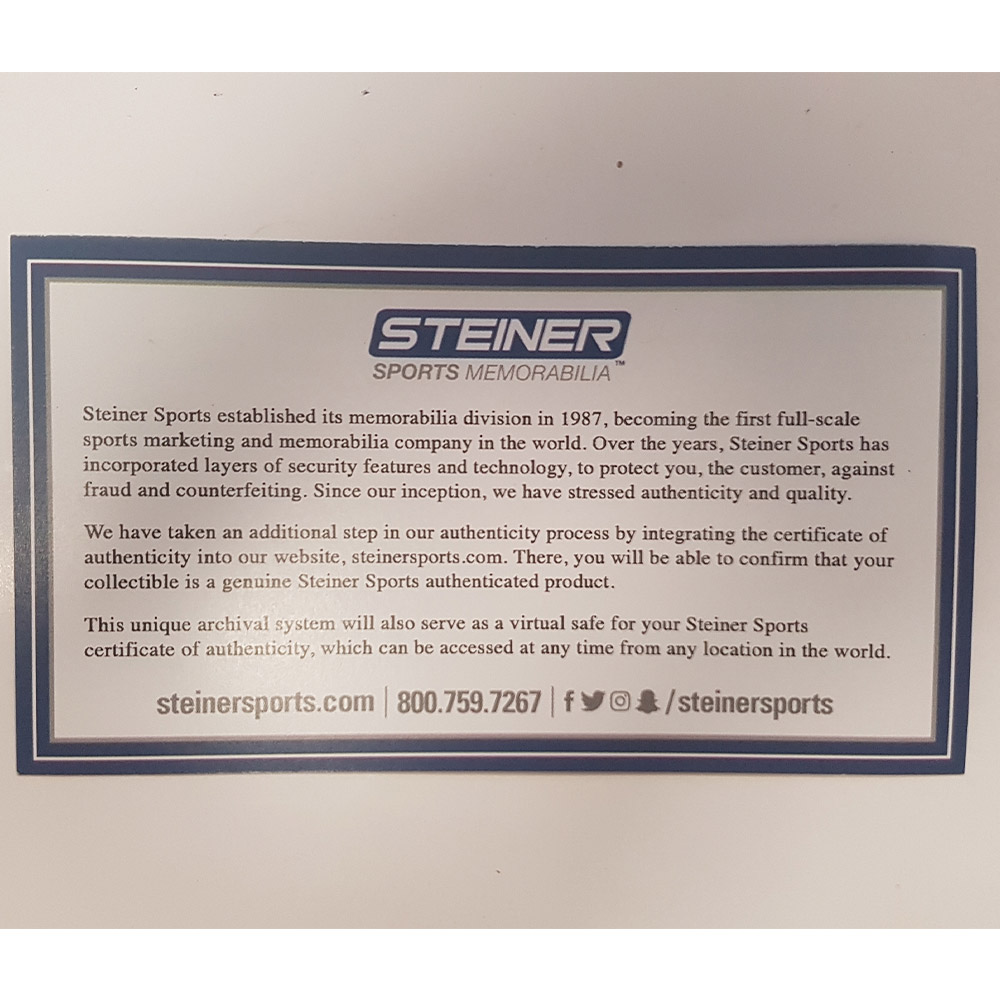 STEINER
SPORTS MEMORABILIA™
Steiner Sports established its memorabilia division in 1987, becoming the first full-scale
sports marketing and memorabilia company in the world. Over the years, Steiner Sports has
incorporated layers of security features and technology, to protect you, the customer, against
fraud and counterfeiting. Since our inception, we have stressed authenticity and quality.
We have taken an additional step in our authenticity process by integrating the certificate of
authenticity into our website, steinersports.com. There, you will be able to confirm that your
collectible is a genuine Steiner Sports authenticated product.
This unique archival system will also serve as a virtual safe for your Steiner Sports
certificate of authenticity, which can be accessed at any time from any location in the world.
steinersports.com | 800.759.7267 | f /steinersports